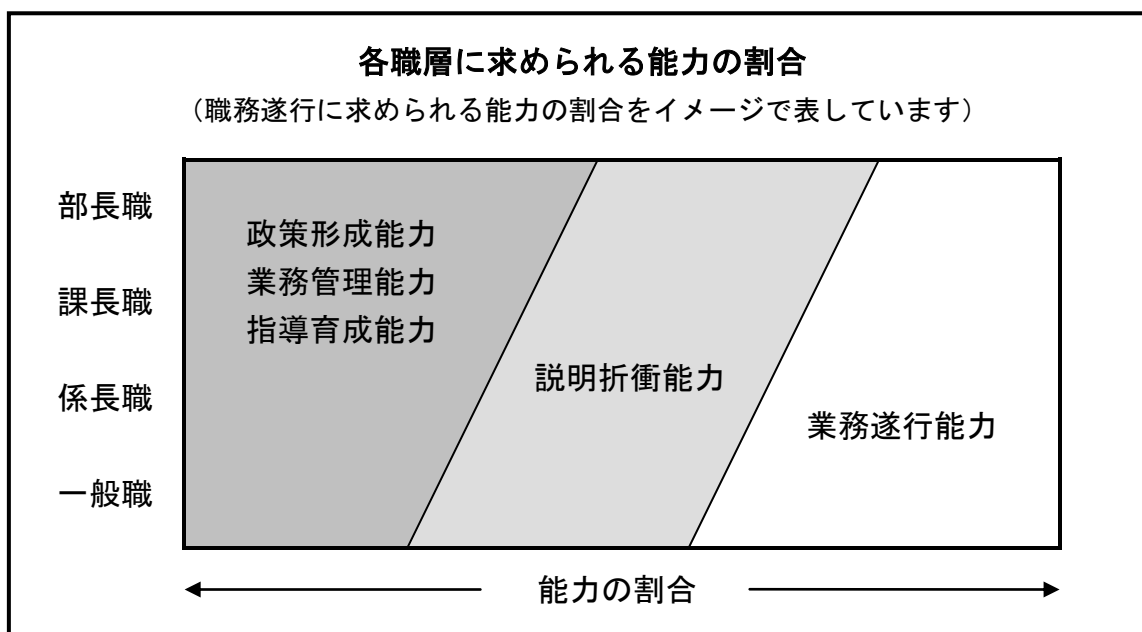 各職層に求められる能力の割合
（職務遂行に求められる能力の割合をイメージで表しています）
部長職
課長職
係長職
一般職
政策形成能力
業務管理能力
指導育成能力
説明折衝能力
業務遂行能力
能力の割合